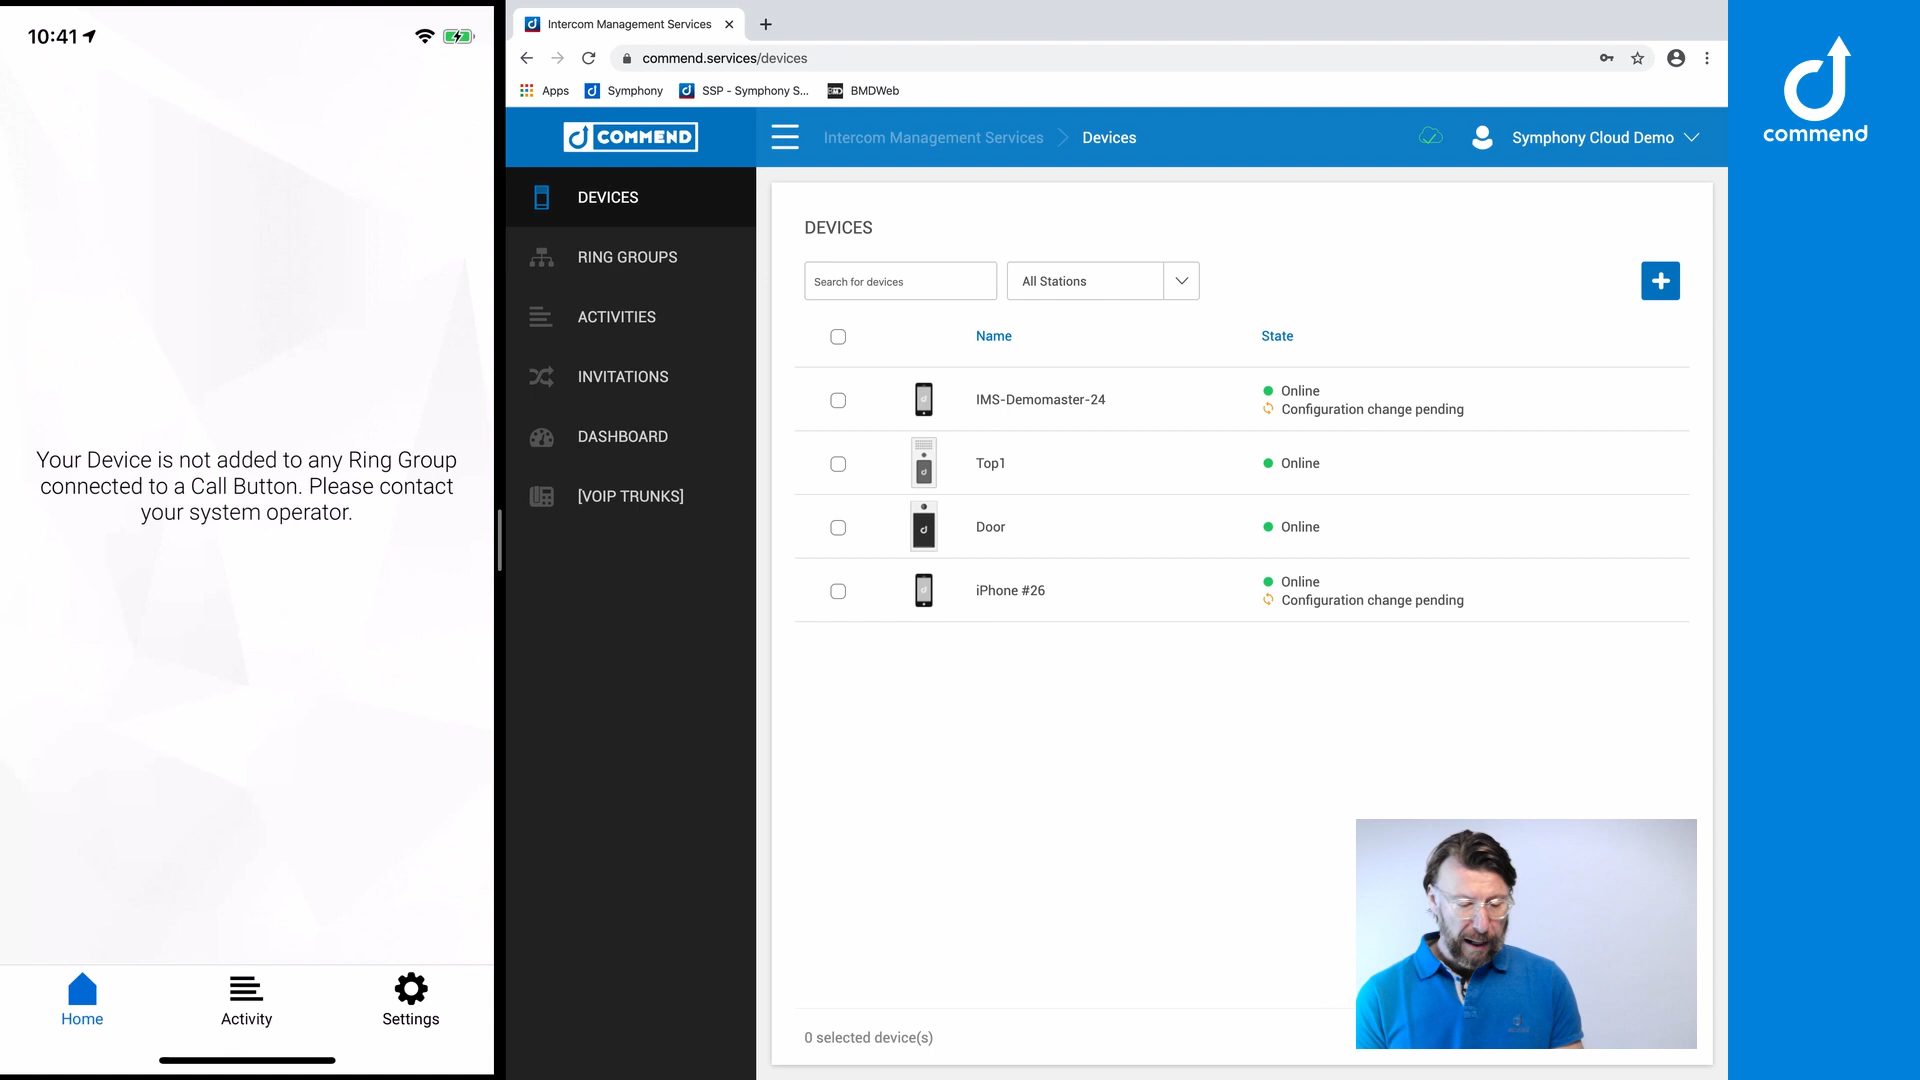 10:41
Your Device is not added to any Ring Group
connected to a Call Button. Please contact
your system operator.
Home
Activity
Settings
Intercom Management Services
commend.services/devices
Apps
Symphony
SSP - Symphony S...
BMDWeb
COMMEND
Intercom Management Services
Devices
Symphony Cloud Demo
DEVICES
RING GROUPS
ACTIVITIES
INVITATIONS
DASHBOARD
[VOIP TRUNKS]
DEVICES
Search for devices
All Stations
Name
State
IMS-Demomaster-24
Online
Configuration change pending
Top1
Online
Door
Online
iPhone #26
Online
Configuration change pending
0 selected device(s)
commend